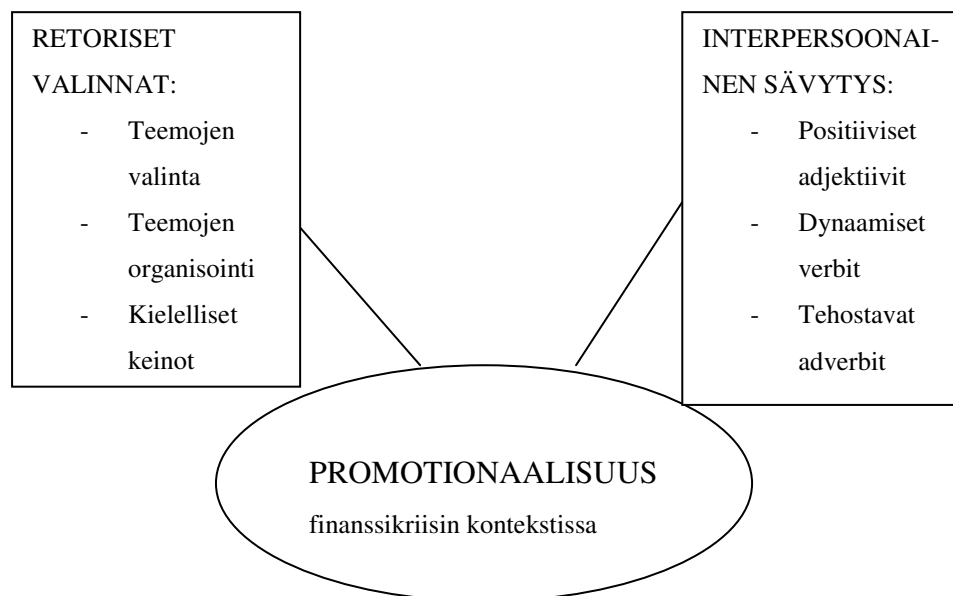 RETORISET
VALINNAT:
- Teemojen
valinta
- Teemojen
organisointi
- Kielelliset
keinot
INTERPERSOONAI-
NEN SÄVYTYS:
- Positiiviset
adjektiivit
- Dynaamiset
verbit
- Tehostavat
adverbit
PROMOTIONAALISUUS
finanssikriisin kontekstissa